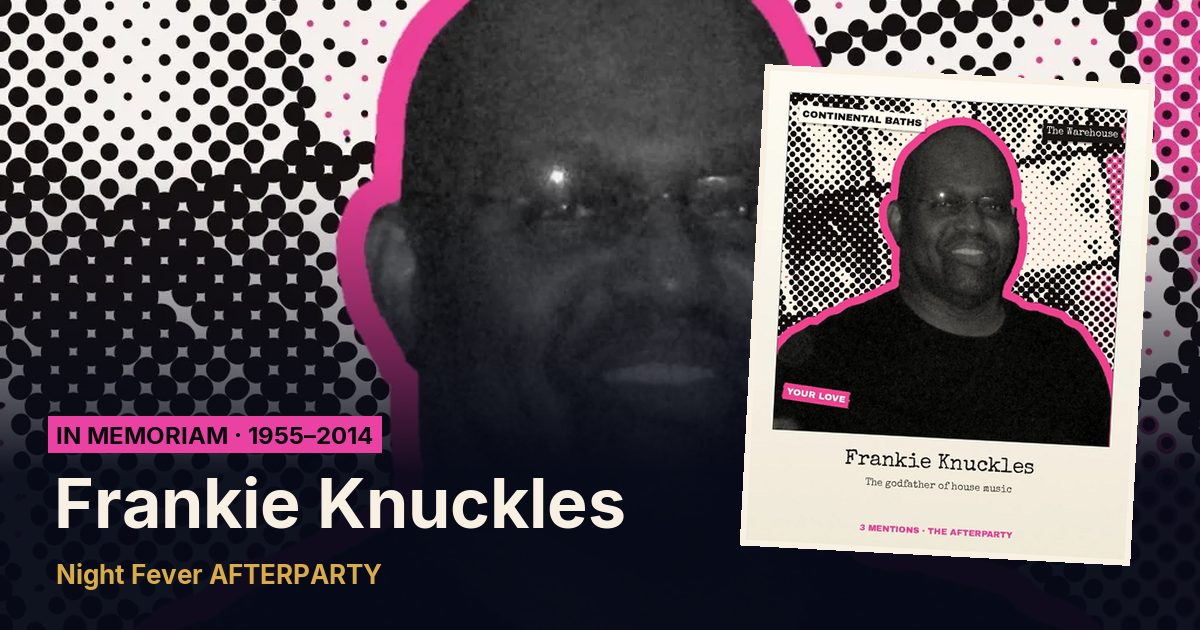 IN MEMORIAM · 1955–2014
Frankie Knuckles
Night Fever AFTERPARTY
CONTINENTAL BATHS
The Warehouse
YOUR LOVE
Frankie Knuckles
The godfather of house music
3 MENTIONS · THE AFTERPARTY